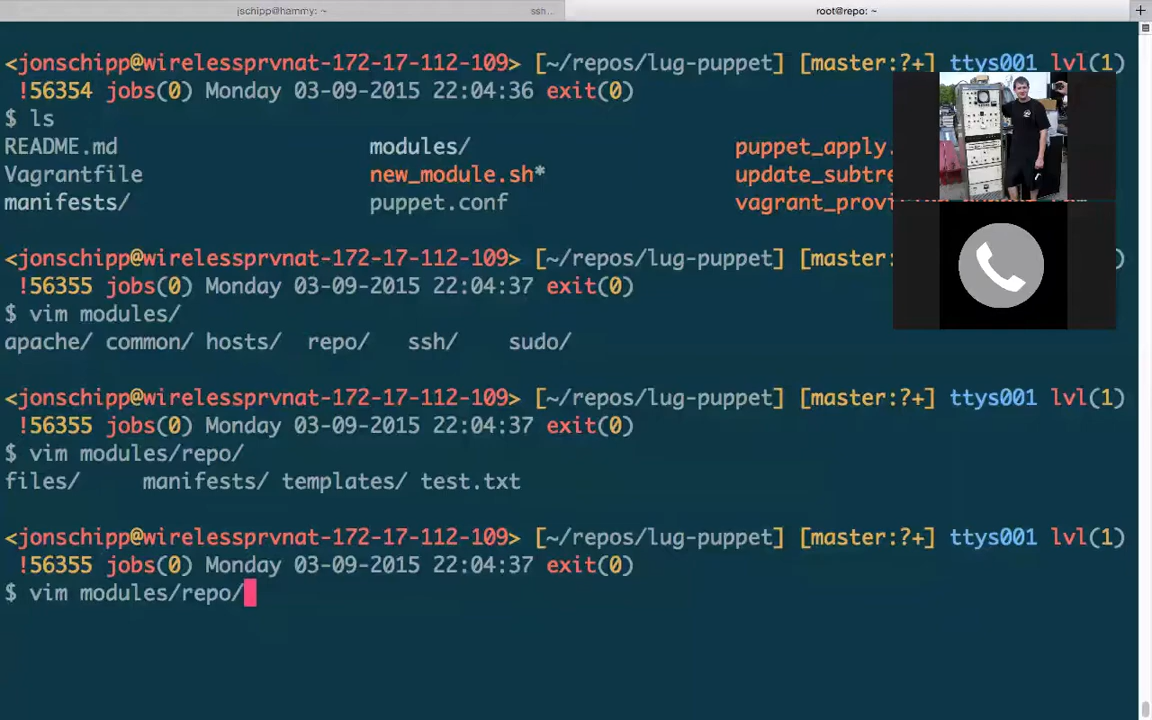 jschipp@hammy: ~ ssh... root@repo: ~
<jonschipp@wirelessprvnat-172-17-112-109> [~/repos/lug-puppet] [master:?+] ttys001 lvl(1)
!56354 jobs(0) Monday 03-09-2015 22:04:36 exit(0)
$ ls
README.md modules/ puppet_apply.
Vagrantfile new_module.sh* update_subtre
manifests/ puppet.conf vagrant_provi
<jonschipp@wirelessprvnat-172-17-112-109> [~/repos/lug-puppet] [master: )
!56355 jobs(0) Monday 03-09-2015 22:04:37 exit(0)
$ vim modules/
apache/ common/ hosts/ repo/ ssh/ sudo/
<jonschipp@wirelessprvnat-172-17-112-109> [~/repos/lug-puppet] [master:?+] ttys001 lvl(1)
!56355 jobs(0) Monday 03-09-2015 22:04:37 exit(0)
$ vim modules/repo/
files/ manifests/ templates/ test.txt
<jonschipp@wirelessprvnat-172-17-112-109> [~/repos/lug-puppet] [master:?+] ttys001 lvl(1)
!56355 jobs(0) Monday 03-09-2015 22:04:37 exit(0)
$ vim modules/repo/